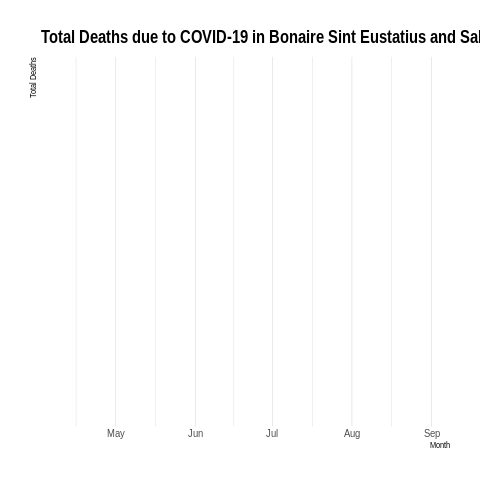 Total Deaths due to COVID-19 in Bonaire Sint Eustatius and Sal
Total Deaths
May Jun Jul Aug Sep
Month